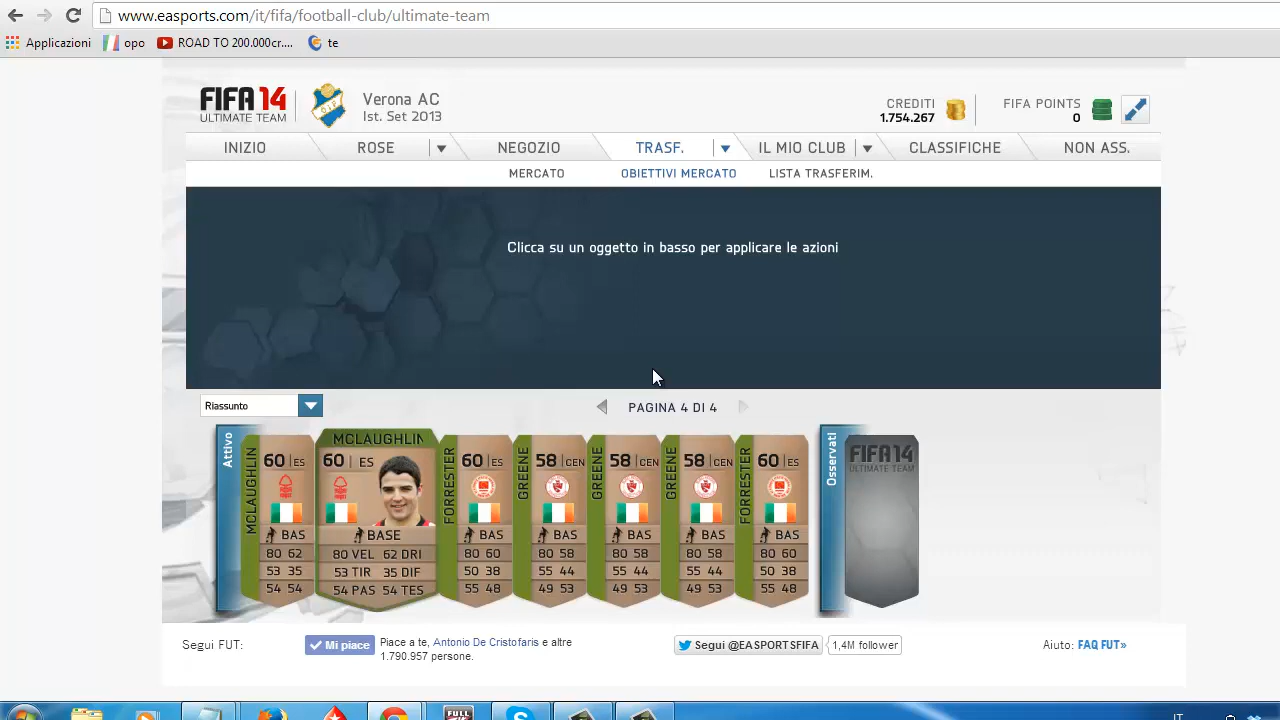 www.easports.com/it/fifa/football-club/ultimate-team
Applicazioni opo ROAD TO 200.000cr.... te
FIFA 14
ULTIMATE TEAM
Verona AC
1st. Set 2013
CREDITI
1.754.267
FIFA POINTS
0
INIZIO ROSE NEGOZIO TRASF. IL MIO CLUB CLASSIFICHE NON ASS.
MERCATO OBIETTIVI MERCATO LISTA TRASFERIM.
Clicca su un oggetto in basso per applicare le azioni
Riassunto
PAGINA 4 DI 4
Attivo
MCLAUGHLIN
60 ES
BAS
80 62
53 35
54 54
MCLAUGHLIN
60 ES
BASE
80 VEL 62 DRI
53 TIR 35 DIF
54 PAS 54 TES
FORRESTER
60 ES
BAS
80 60
50 38
55 48
GREENE
58 CEN
BAS
80 58
55 44
49 53
GREENE
58 CEN
BAS
80 58
55 44
49 53
GREENE
58 CEN
BAS
80 58
55 44
49 53
FORRESTER
60 ES
BAS
80 60
50 38
55 48
Osservati
FIFA 14
ULTIMATE TEAM
Segui FUT:
Mi piace
Piace a te, Antonio De Cristofaris e altre
1.790.957 persone.
Segui @EASPORTSFIFA
1,4M follower
Aiuto: FAQ FUT»
FULL
IT